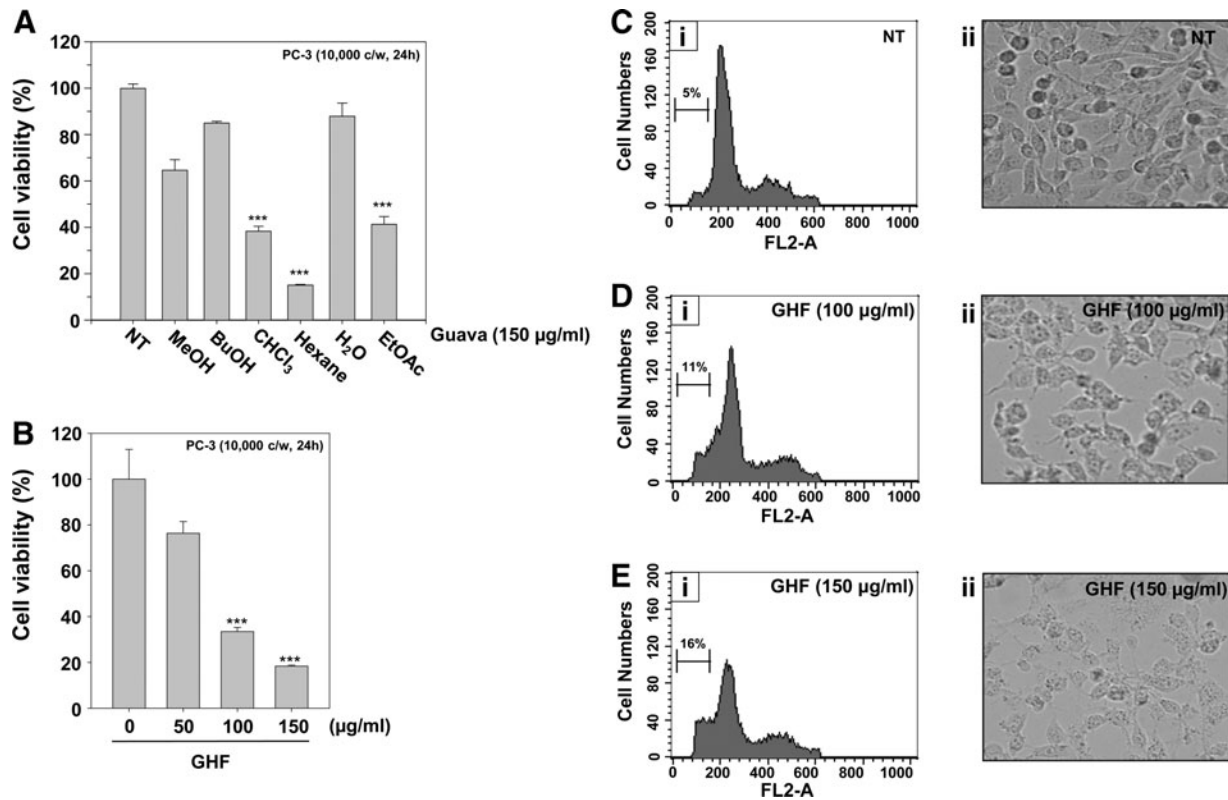 A
Cell viability (%)
120
100
80
60
40
20
0
PC-3 (10,000 c/w, 24h)
***
***
***
NT
MeOH
BuOH
CHCl₃
Hexane
H₂O
EtOAc
Guava (150 µg/ml)
B
Cell viability (%)
120
100
80
60
40
20
0
PC-3 (10,000 c/w, 24h)
***
***
0 50 100 150 (µg/ml)
GHF
C
i
NT
Cell Numbers
200
160
120
80
40
0
5%
0 200 400 600 800 1000
FL2-A
ii
NT
D
i
GHF (100 µg/ml)
Cell Numbers
200
160
120
80
40
0
11%
0 200 400 600 800 1000
FL2-A
ii
GHF (100 µg/ml)
E
i
GHF (150 µg/ml)
Cell Numbers
200
160
120
80
40
0
16%
0 200 400 600 800 1000
FL2-A
ii
GHF (150 µg/ml)